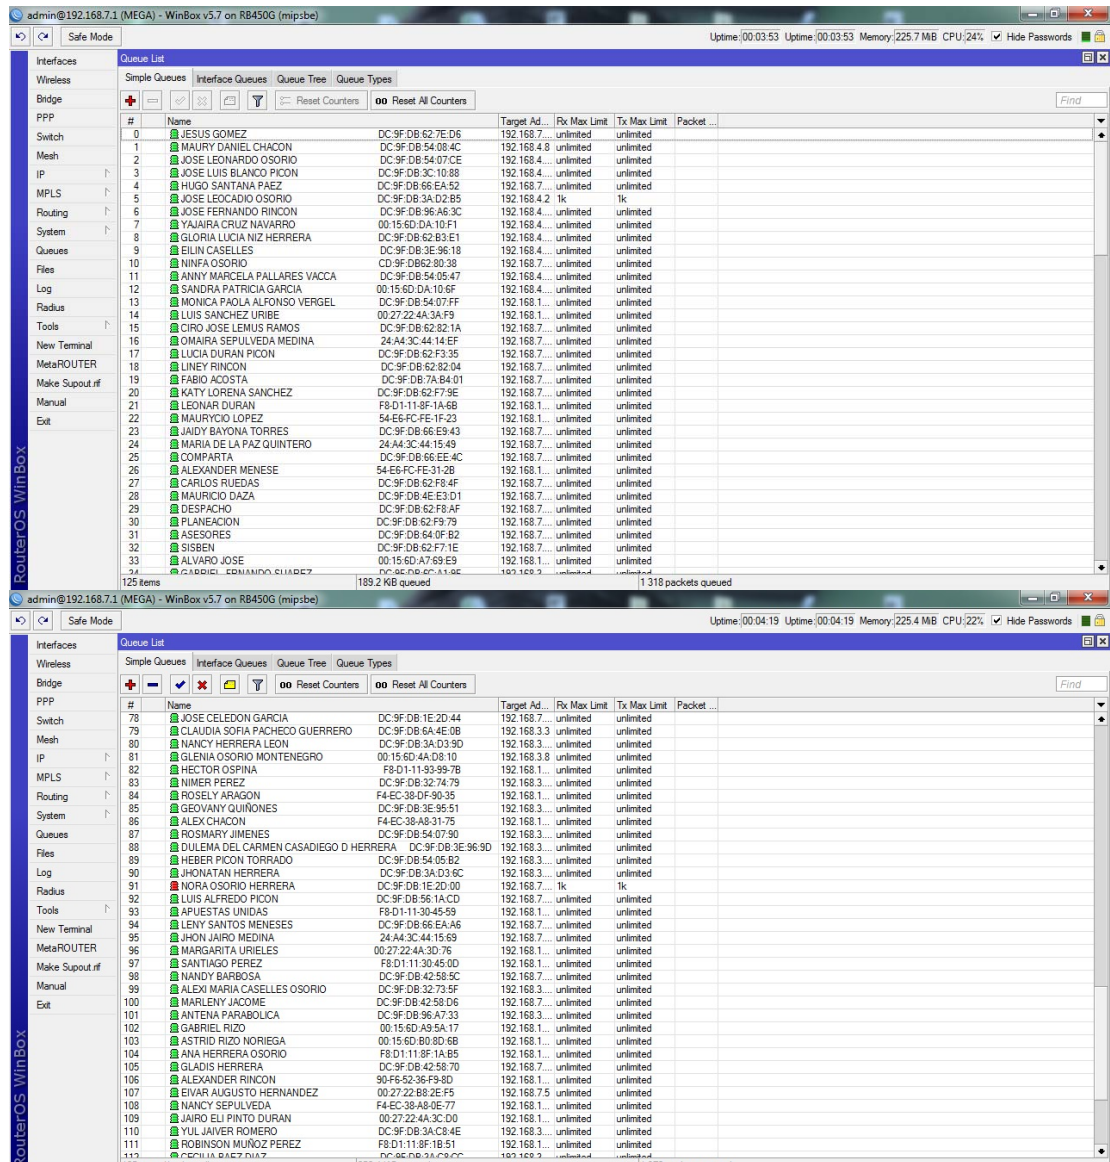 admin@192.168.7.1 (MEGA) - WinBox v5.7 on RB450G (mipsbe)
Safe Mode Uptime: 00:03:53 Uptime: 00:03:53 Memory: 225.7 MiB CPU: 24% Hide Passwords
Interfaces
Wireless
Bridge
PPP
Switch
Mesh
IP
MPLS
Routing
System
Queues
Files
Log
Radius
Tools
New Terminal
MetaROUTER
Make Supout.rif
Manual
Exit
RouterOS WinBox
Queue List
Simple Queues Interface Queues Queue Tree Queue Types
Reset Counters 00 Reset All Counters Find
# Name Target Ad... Rx Max Limit Tx Max Limit Packet ...
0 JESUS GOMEZ DC:9F:DB:62:7E:D6 192.168.7.... unlimited unlimited
1 MAURY DANIEL CHACON DC:9F:DB:54:08:4C 192.168.4.8 unlimited unlimited
2 JOSE LEONARDO OSORIO DC:9F:DB:54:07:CE 192.168.4.... unlimited unlimited
3 JOSE LUIS BLANCO PICON DC:9F:DB:3C:10:88 192.168.4.... unlimited unlimited
4 HUGO SANTANA PAEZ DC:9F:DB:66:EA:52 192.168.7.... unlimited unlimited
5 JOSE LEOCADIO OSORIO DC:9F:DB:3A:D2:B5 192.168.4.2 1k 1k
6 JOSE FERNANDO RINCON DC:9F:DB:96:A6:3C 192.168.4.... unlimited unlimited
7 YAJAIRA CRUZ NAVARRO 00:15:6D:DA:10:F1 192.168.4.... unlimited unlimited
8 GLORIA LUCIA NIZ HERRERA DC:9F:DB:62:B3:E1 192.168.4.... unlimited unlimited
9 EILIN CASELLES DC:9F:DB:3E:96:18 192.168.4.... unlimited unlimited
10 NINFA OSORIO CD:9F:DB62:80:38 192.168.7.... unlimited unlimited
11 ANNY MARCELA PALLARES VACCA DC:9F:DB:54:05:47 192.168.4.... unlimited unlimited
12 SANDRA PATRICIA GARCIA 00:15:6D:DA:10:6F 192.168.4.... unlimited unlimited
13 MONICA PAOLA ALFONSO VERGEL DC:9F:DB:54:07:FF 192.168.1... unlimited unlimited
14 LUIS SANCHEZ URIBE 00:27:22:4A:3A:F9 192.168.1... unlimited unlimited
15 CIRO JOSE LEMUS RAMOS DC:9F:DB:62:82:1A 192.168.7.... unlimited unlimited
16 OMAIRA SEPULVEDA MEDINA 24:A4:3C:44:14:EF 192.168.7.... unlimited unlimited
17 LUCIA DURAN PICON DC:9F:DB:62:F3:35 192.168.7.... unlimited unlimited
18 LINEY RINCON DC:9F:DB:62:82:04 192.168.7.... unlimited unlimited
19 FABIO ACOSTA DC:9F:DB:7A:B4:01 192.168.7.... unlimited unlimited
20 KATY LORENA SANCHEZ DC:9F:DB:62:F7:9E 192.168.7.... unlimited unlimited
21 LEONAR DURAN F8-D1-11-8F-1A-6B 192.168.1... unlimited unlimited
22 MAURYCIO LOPEZ 54-E6-FC-FE-1F-23 192.168.1... unlimited unlimited
23 JAIDY BAYONA TORRES DC:9F:DB:66:E9:43 192.168.7.... unlimited unlimited
24 MARIA DE LA PAZ QUINTERO 24:A4:3C:44:15:49 192.168.7.... unlimited unlimited
25 COMPARTA DC:9F:DB:66:EE:4C 192.168.7.... unlimited unlimited
26 ALEXANDER MENESE 54-E6-FC-FE-31-2B 192.168.1... unlimited unlimited
27 CARLOS RUEDAS DC:9F:DB:62:F8:4F 192.168.7.... unlimited unlimited
28 MAURICIO DAZA DC:9F:DB:4E:E3:D1 192.168.7.... unlimited unlimited
29 DESPACHO DC:9F:DB:62:F8:AF 192.168.7.... unlimited unlimited
30 PLANEACION DC:9F:DB:62:F9:79 192.168.7.... unlimited unlimited
31 ASESORES DC:9F:DB:64:0F:B2 192.168.7.... unlimited unlimited
32 SISBEN DC:9F:DB:62:F7:1E 192.168.7.... unlimited unlimited
33 ALVARO JOSE 00:15:6D:A7:69:E9 192.168.1... unlimited unlimited
125 items 189.2 KiB queued 1 318 packets queued
admin@192.168.7.1 (MEGA) - WinBox v5.7 on RB450G (mipsbe)
Safe Mode Uptime: 00:04:19 Uptime: 00:04:19 Memory: 225.4 MiB CPU: 22% Hide Passwords
Interfaces
Wireless
Bridge
PPP
Switch
Mesh
IP
MPLS
Routing
System
Queues
Files
Log
Radius
Tools
New Terminal
MetaROUTER
Make Supout.rif
Manual
Exit
RouterOS WinBox
Queue List
Simple Queues Interface Queues Queue Tree Queue Types
00 Reset Counters 00 Reset All Counters Find
# Name Target Ad... Rx Max Limit Tx Max Limit Packet ...
78 JOSE CELEDON GARCIA DC:9F:DB:1E:2D:44 192.168.7.... unlimited unlimited
79 CLAUDIA SOFIA PACHECO GUERRERO DC:9F:DB:6A:4E:0B 192.168.3.3 unlimited unlimited
80 NANCY HERRERA LEON DC:9F:DB:3A:D3:9D 192.168.3.... unlimited unlimited
81 GLENIA OSORIO MONTENEGRO 00:15:6D:4A:D8:10 192.168.3.8 unlimited unlimited
82 HECTOR OSPINA F8-D1-11-93-99-7B 192.168.1... unlimited unlimited
83 NIMER PEREZ DC:9F:DB:32:74:79 192.168.3.... unlimited unlimited
84 ROSELY ARAGON F4-EC-38-DF-90-35 192.168.1... unlimited unlimited
85 GEOVANY QUIÑONES DC:9F:DB:3E:95:51 192.168.3.... unlimited unlimited
86 ALEX CHACON F4-EC-38-A8-31-75 192.168.1... unlimited unlimited
87 ROSMARY JIMENES DC:9F:DB:54:07:90 192.168.3.... unlimited unlimited
88 DULEMA DEL CARMEN CASADIEGO D HERRERA DC:9F:DB:3E:96:9D 192.168.3.... unlimited unlimited
89 HEBER PICON TORRADO DC:9F:DB:54:05:B2 192.168.3.... unlimited unlimited
90 JHONATAN HERRERA DC:9F:DB:3A:D3:6C 192.168.3.... unlimited unlimited
91 NORA OSORIO HERRERA DC:9F:DB:1E:2D:00 192.168.7.... 1k 1k
92 LUIS ALFREDO PICON DC:9F:DB:56:1A:CD 192.168.7.... unlimited unlimited
93 APUESTAS UNIDAS F8-D1-11-30-45-59 192.168.1... unlimited unlimited
94 LENY SANTOS MENESES DC:9F:DB:66:EA:A6 192.168.7.... unlimited unlimited
95 JHON JAIRO MEDINA 24:A4:3C:44:15:69 192.168.7.... unlimited unlimited
96 MARGARITA URIELES 00:27:22:4A:3D:76 192.168.1... unlimited unlimited
97 SANTIAGO PEREZ F8:D1:11:30:45:0D 192.168.1... unlimited unlimited
98 NANDY BARBOSA DC:9F:DB:42:58:5C 192.168.7.... unlimited unlimited
99 ALEXI MARIA CASELLES OSORIO DC:9F:DB:32:73:5F 192.168.3.... unlimited unlimited
100 MARLENY JACOME DC:9F:DB:42:58:D6 192.168.7.... unlimited unlimited
101 ANTENA PARABOLICA DC:9F:DB:96:A7:33 192.168.3.... unlimited unlimited
102 GABRIEL RIZO 00:15:6D:A9:5A:17 192.168.1... unlimited unlimited
103 ASTRID RIZO NORIEGA 00:15:6D:B0:8D:6B 192.168.1... unlimited unlimited
104 ANA HERRERA OSORIO F8:D1:11:8F:1A:B5 192.168.1... unlimited unlimited
105 GLADIS HERRERA DC:9F:DB:42:58:70 192.168.7.... unlimited unlimited
106 ALEXANDER RINCON 90-F6-52-36-F9-8D 192.168.1... unlimited unlimited
107 EIVAR AUGUSTO HERNANDEZ 00:27:22:B8:2E:F5 192.168.7.5 unlimited unlimited
108 NANCY SEPULVEDA F4-EC-38-A8-0E-77 192.168.1... unlimited unlimited
109 JAIRO ELI PINTO DURAN 00:27:22:4A:3C:D0 192.168.1... unlimited unlimited
110 YUL JAIVER ROMERO DC:9F:DB:3A:C8:4E 192.168.3.... unlimited unlimited
111 ROBINSON MUÑOZ PEREZ F8:D1:11:8F:1B:51 192.168.1... unlimited unlimited